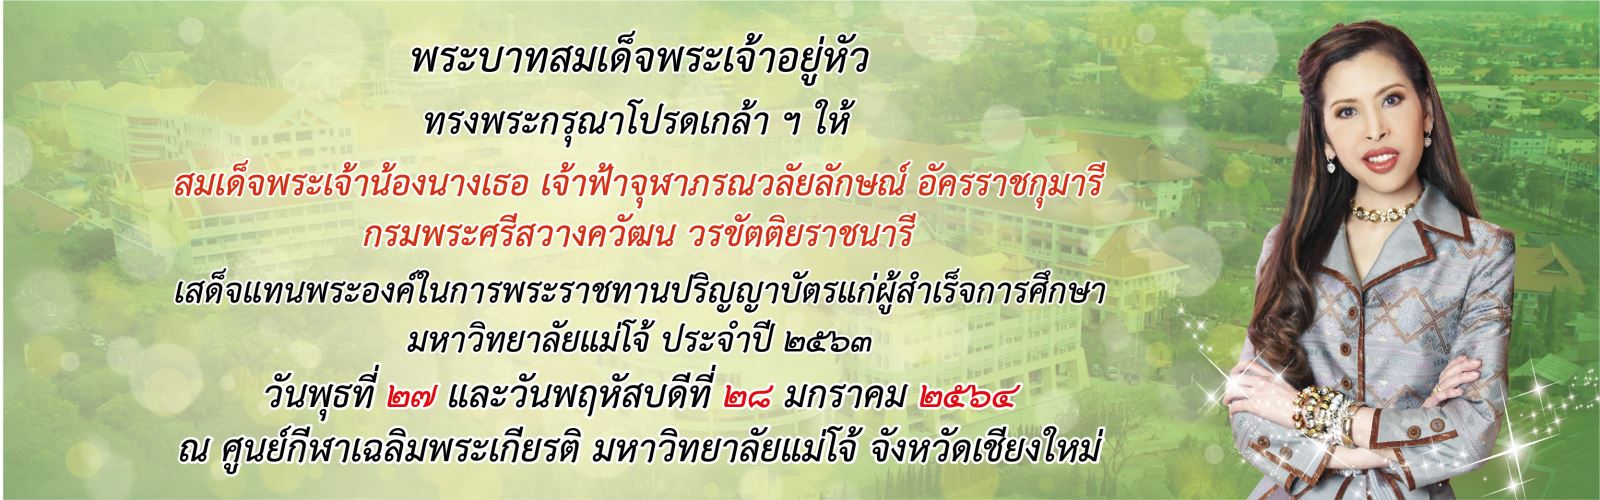 พระบาทสมเด็จพระเจ้าอยู่หัว
ทรงพระกรุณาโปรดเกล้า ฯ ให้
สมเด็จพระเจ้าน้องนางเธอ เจ้าฟ้าจุฬาภรณวลัยลักษณ์ อัครราชกุมารี
กรมพระศรีสวางควัฒน วรขัตติยราชนารี
เสด็จแทนพระองค์ในการพระราชทานปริญญาบัตรแก่ผู้สำเร็จการศึกษา
มหาวิทยาลัยแม่โจ้ ประจำปี ๒๕๖๓
วันพุธที่ ๒๗ และวันพฤหัสบดีที่ ๒๘ มกราคม ๒๕๖๔
ณ ศูนย์กีฬาเฉลิมพระเกียรติ มหาวิทยาลัยแม่โจ้ จังหวัดเชียงใหม่